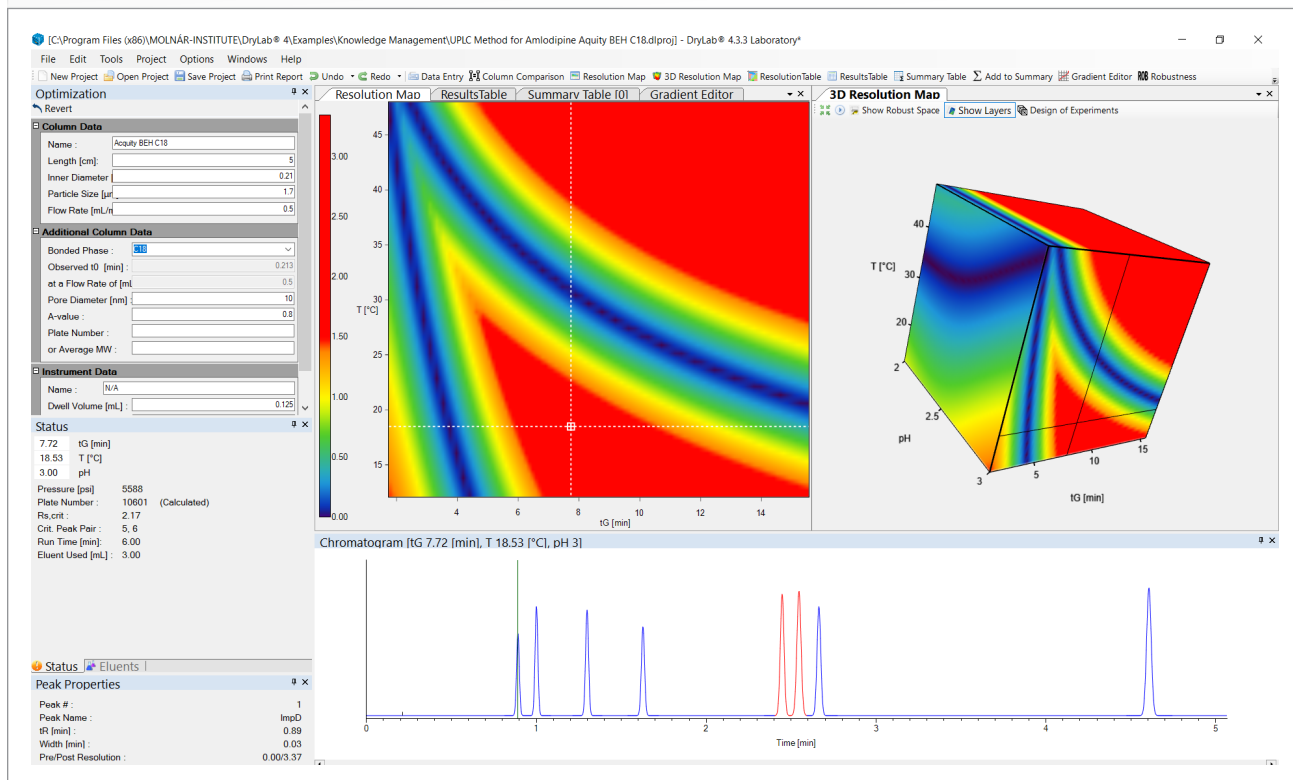 [C:\Program Files (x86)\MOLNÁR-INSTITUTE\DryLab® 4\Examples\Knowledge Management\UPLC Method for Amlodipine Aquity BEH C18.dlproj] - DryLab® 4.3.3 Laboratory*
File Edit Tools Project Options Windows Help
New Project Open Project Save Project Print Report Undo Redo Data Entry Column Comparison Resolution Map 3D Resolution Map ResolutionTable ResultsTable Summary Table Σ Add to Summary Gradient Editor ROB Robustness
Optimization
Revert
Column Data
Name : Acquity BEH C18
Length [cm]: 5
Inner Diameter [ 0.21
Particle Size [µr 1.7
Flow Rate [mL/n 0.5
Additional Column Data
Bonded Phase : C18
Observed t0 [min] : 0.213
at a Flow Rate of [mL 0.5
Pore Diameter [nm] : 10
A-value : 0.8
Plate Number :
or Average MW :
Instrument Data
Name : N/A
Dwell Volume [mL] : 0.125
Status
7.72 tG [min]
18.53 T [°C]
3.00 pH
Pressure [psi] 5588
Plate Number : 10601 (Calculated)
Rs,crit : 2.17
Crit. Peak Pair : 5, 6
Run Time [min]: 6.00
Eluent Used [mL] : 3.00
Status Eluents
Peak Properties
Peak # : 1
Peak Name : ImpD
tR [min] : 0.89
Width [min] : 0.03
Pre/Post Resolution : 0.00/3.37
Resolution Map ResultsTable Summary Table [0] Gradient Editor
3.00
2.50
2.00
1.50
1.00
0.50
0.00
T [°C]
45
40
35
30
25
20
15
4 6 8 10 12 14
tG [min]
3D Resolution Map
Show Robust Space Show Layers Design of Experiments
40
T [°C]
30
20
2
2.5
pH
3
5
10
15
tG [min]
Chromatogram [tG 7.72 [min], T 18.53 [°C], pH 3]
0 1 2 3 4 5
Time [min]